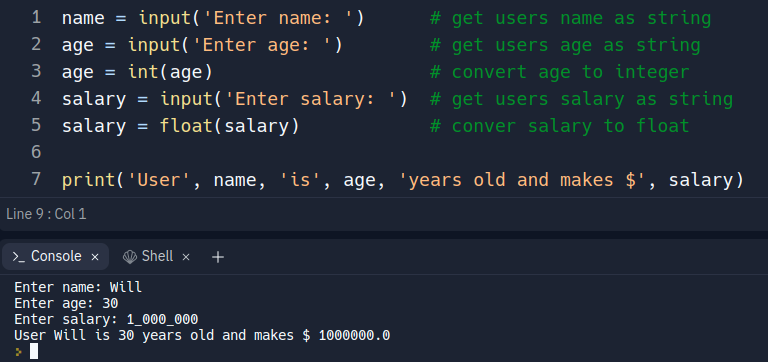 1 name = input('Enter name: ') # get users name as string
2 age = input('Enter age: ') # get users age as string
3 age = int(age) # convert age to integer
4 salary = input('Enter salary: ') # get users salary as string
5 salary = float(salary) # conver salary to float
6
7 print('User', name, 'is', age, 'years old and makes $', salary)
Line 9 : Col 1
>_ Console × Shell × +
Enter name: Will
Enter age: 30
Enter salary: 1_000_000
User Will is 30 years old and makes $ 1000000.0
>